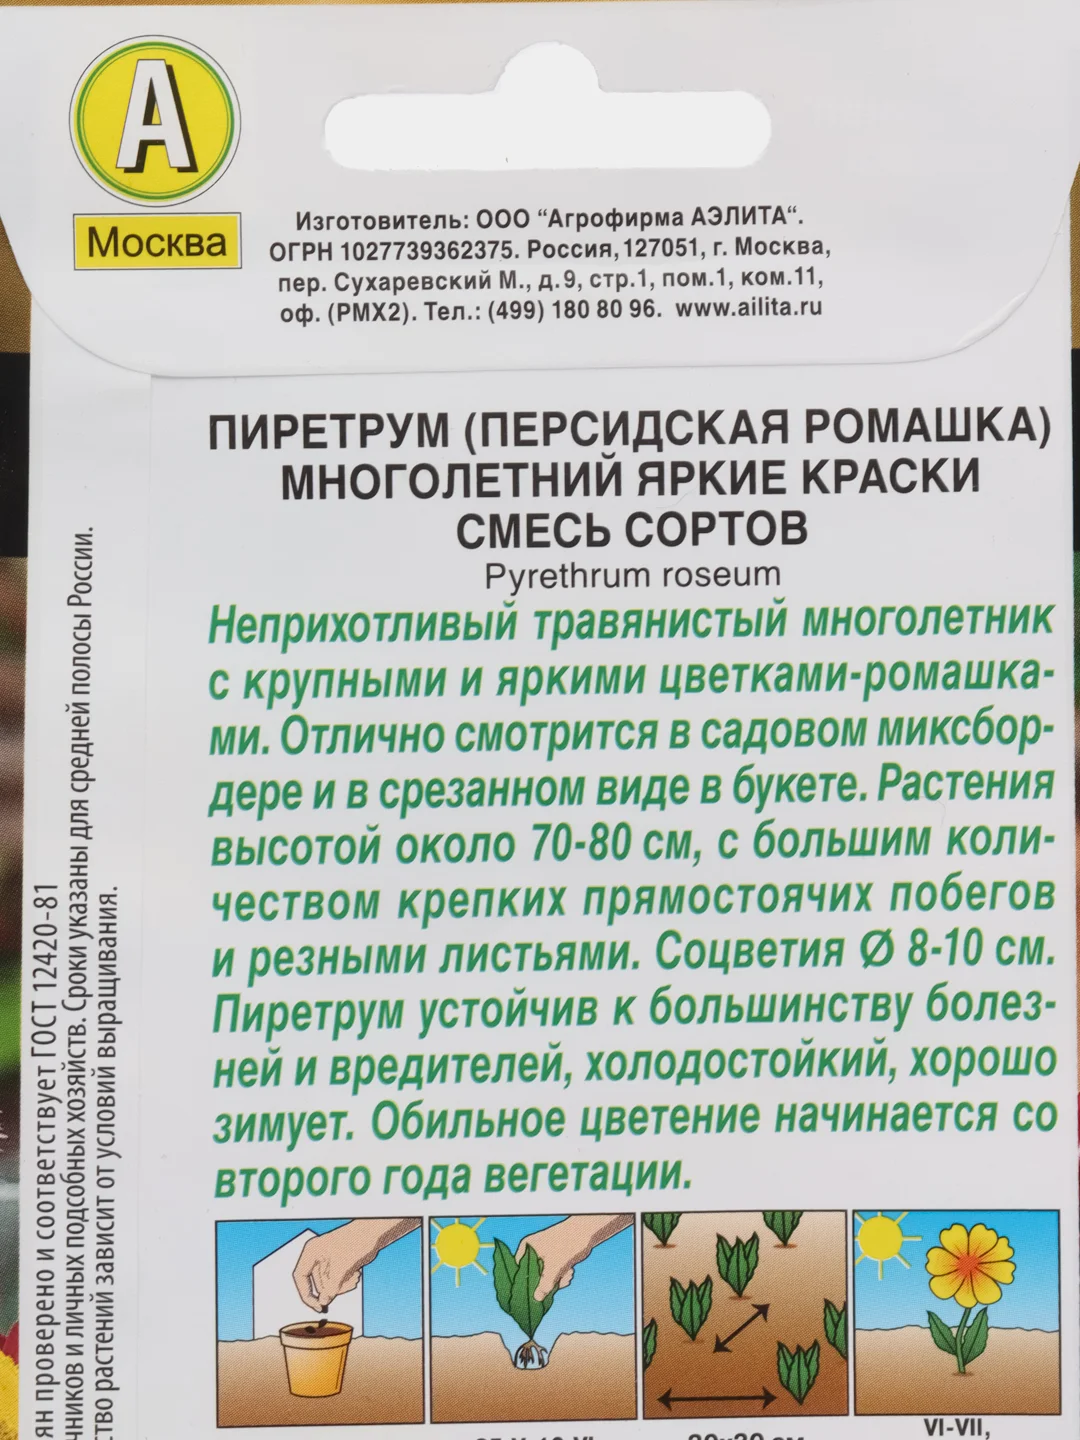 А
Москва
Изготовитель: ООО “Агрофирма АЭЛИТА“.
ОГРН 1027739362375. Россия, 127051, г. Москва,
пер. Сухаревский М., д.9, стр.1, пом.1, ком.11,
оф. (РМХ2). Тел.: (499) 180 80 96. www.ailita.ru
ПИРЕТРУМ (ПЕРСИДСКАЯ РОМАШКА)
МНОГОЛЕТНИЙ ЯРКИЕ КРАСКИ
СМЕСЬ СОРТОВ
Pyrethrum roseum
Неприхотливый травянистый многолетник
с крупными и яркими цветками-ромашка-
ми. Отлично смотрится в садовом миксбор-
дере и в срезанном виде в букете. Растения
высотой около 70-80 см, с большим коли-
чеством крепких прямостоячих побегов
и резными листьями. Соцветия Ø 8-10 см.
Пиретрум устойчив к большинству болез-
ней и вредителей, холодостойкий, хорошо
зимует. Обильное цветение начинается со
второго года вегетации.
VI-VII,
проверено и соответствует ГОСТ 12420-81
и личных подсобных хозяйств. Сроки указаны для средней полосы России.
растений зависит от условий выращивания.